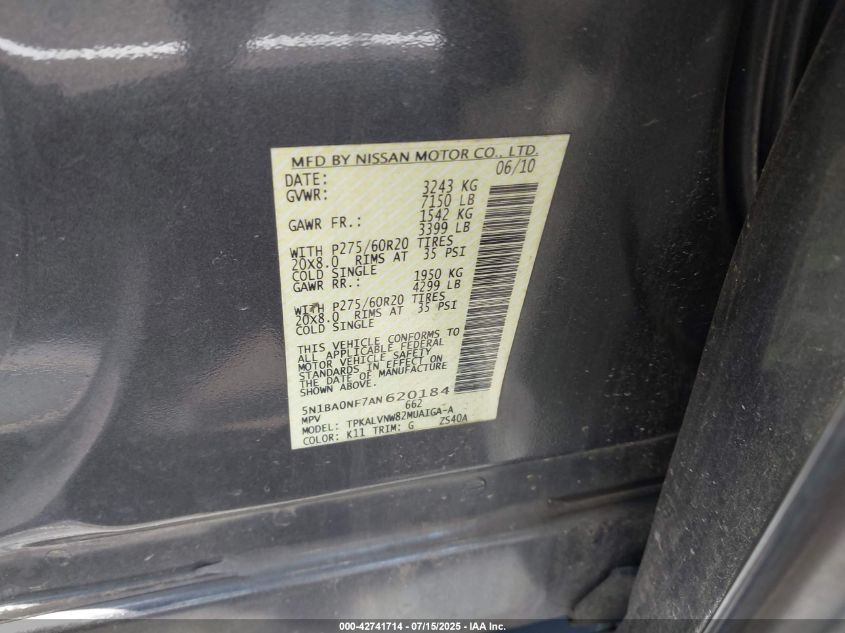 MFD BY NISSAN MOTOR CO., LTD.
DATE: 06/10
GVWR: 3243 KG
7150 LB
GAWR FR.: 1542 KG
3399 LB
WITH P275/60R20 TIRES
20X8.0 RIMS AT 35 PSI
COLD SINGLE
GAWR RR.: 1950 KG
4299 LB
WITH P275/60R20 TIRES
20X8.0 RIMS AT 35 PSI
COLD SINGLE
THIS VEHICLE CONFORMS TO
ALL APPLICABLE FEDERAL
MOTOR VEHICLE SAFETY
STANDARDS IN EFFECT ON
THE DATE OF MANUFACTURE
SHOWN ABOVE.
5N1BA0NF7AN620184
MPV 662
MODEL: TPKALVNW82MUAIGA-A
COLOR: K11 TRIM: G ZS40A
000-42741714 - 07/15/2025 - IAA Inc.